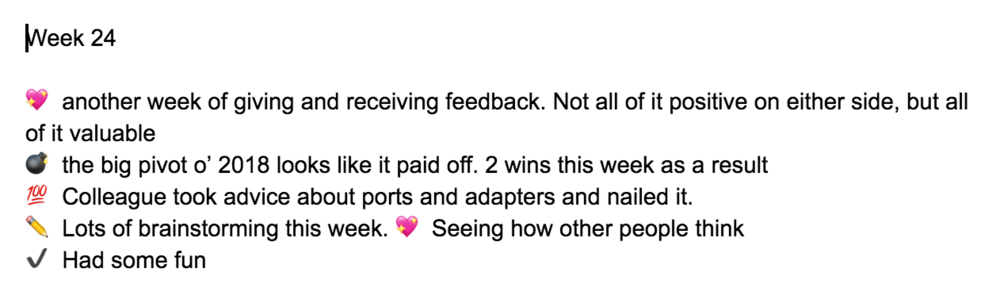 Week 24
💖 another week of giving and receiving feedback. Not all of it positive on either side, but all
of it valuable
💣 the big pivot o’ 2018 looks like it paid off. 2 wins this week as a result
💯 Colleague took advice about ports and adapters and nailed it.
✏️ Lots of brainstorming this week. 💖 Seeing how other people think
✔️ Had some fun